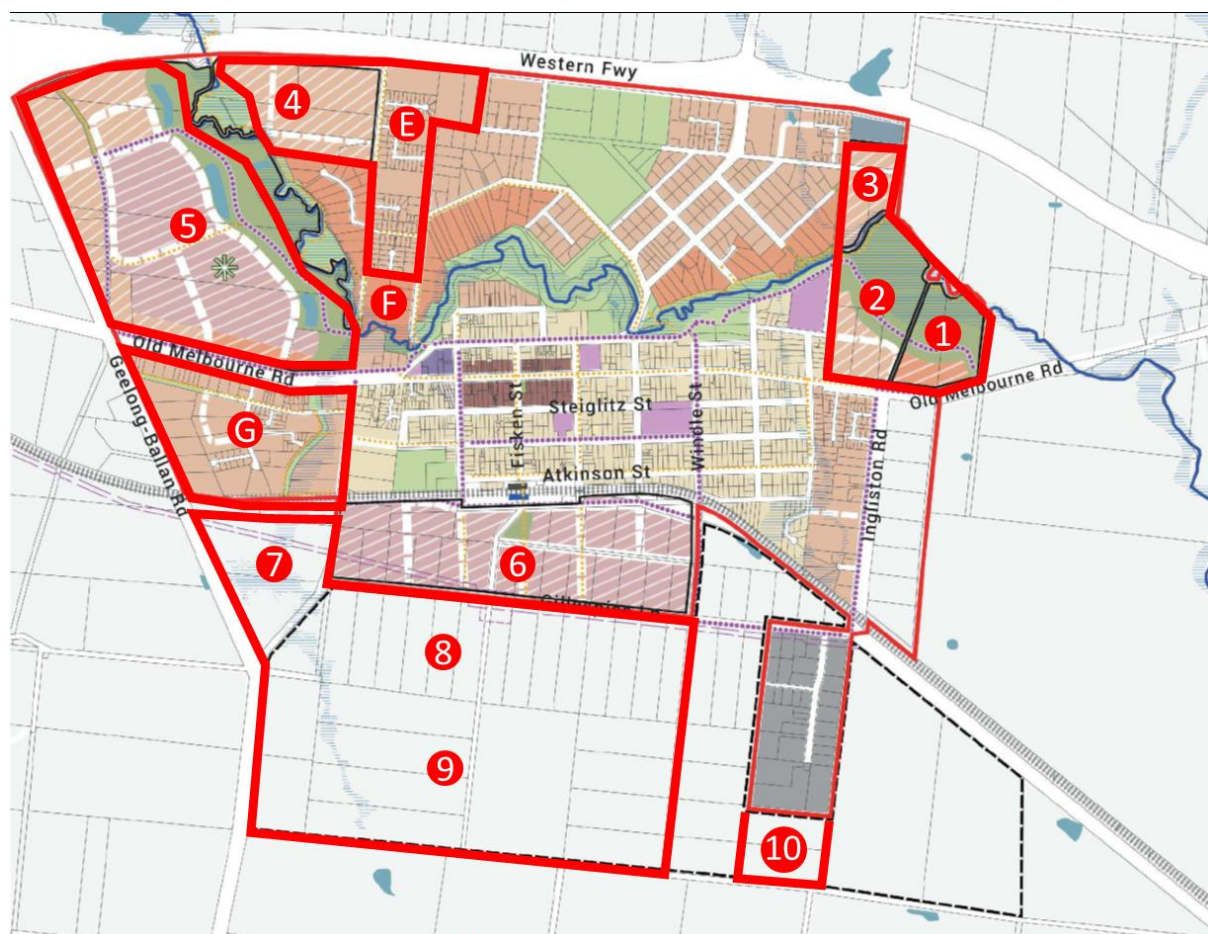 Western Fwy
4
E
3
5
2
F
1
Old Melbourne Rd
Old Melbourne Rd
Geelong-Ballan Rd
Fisken St
Steiglitz St
Windle St
G
Atkinson St
Ingliston Rd
7
6
8
9
10